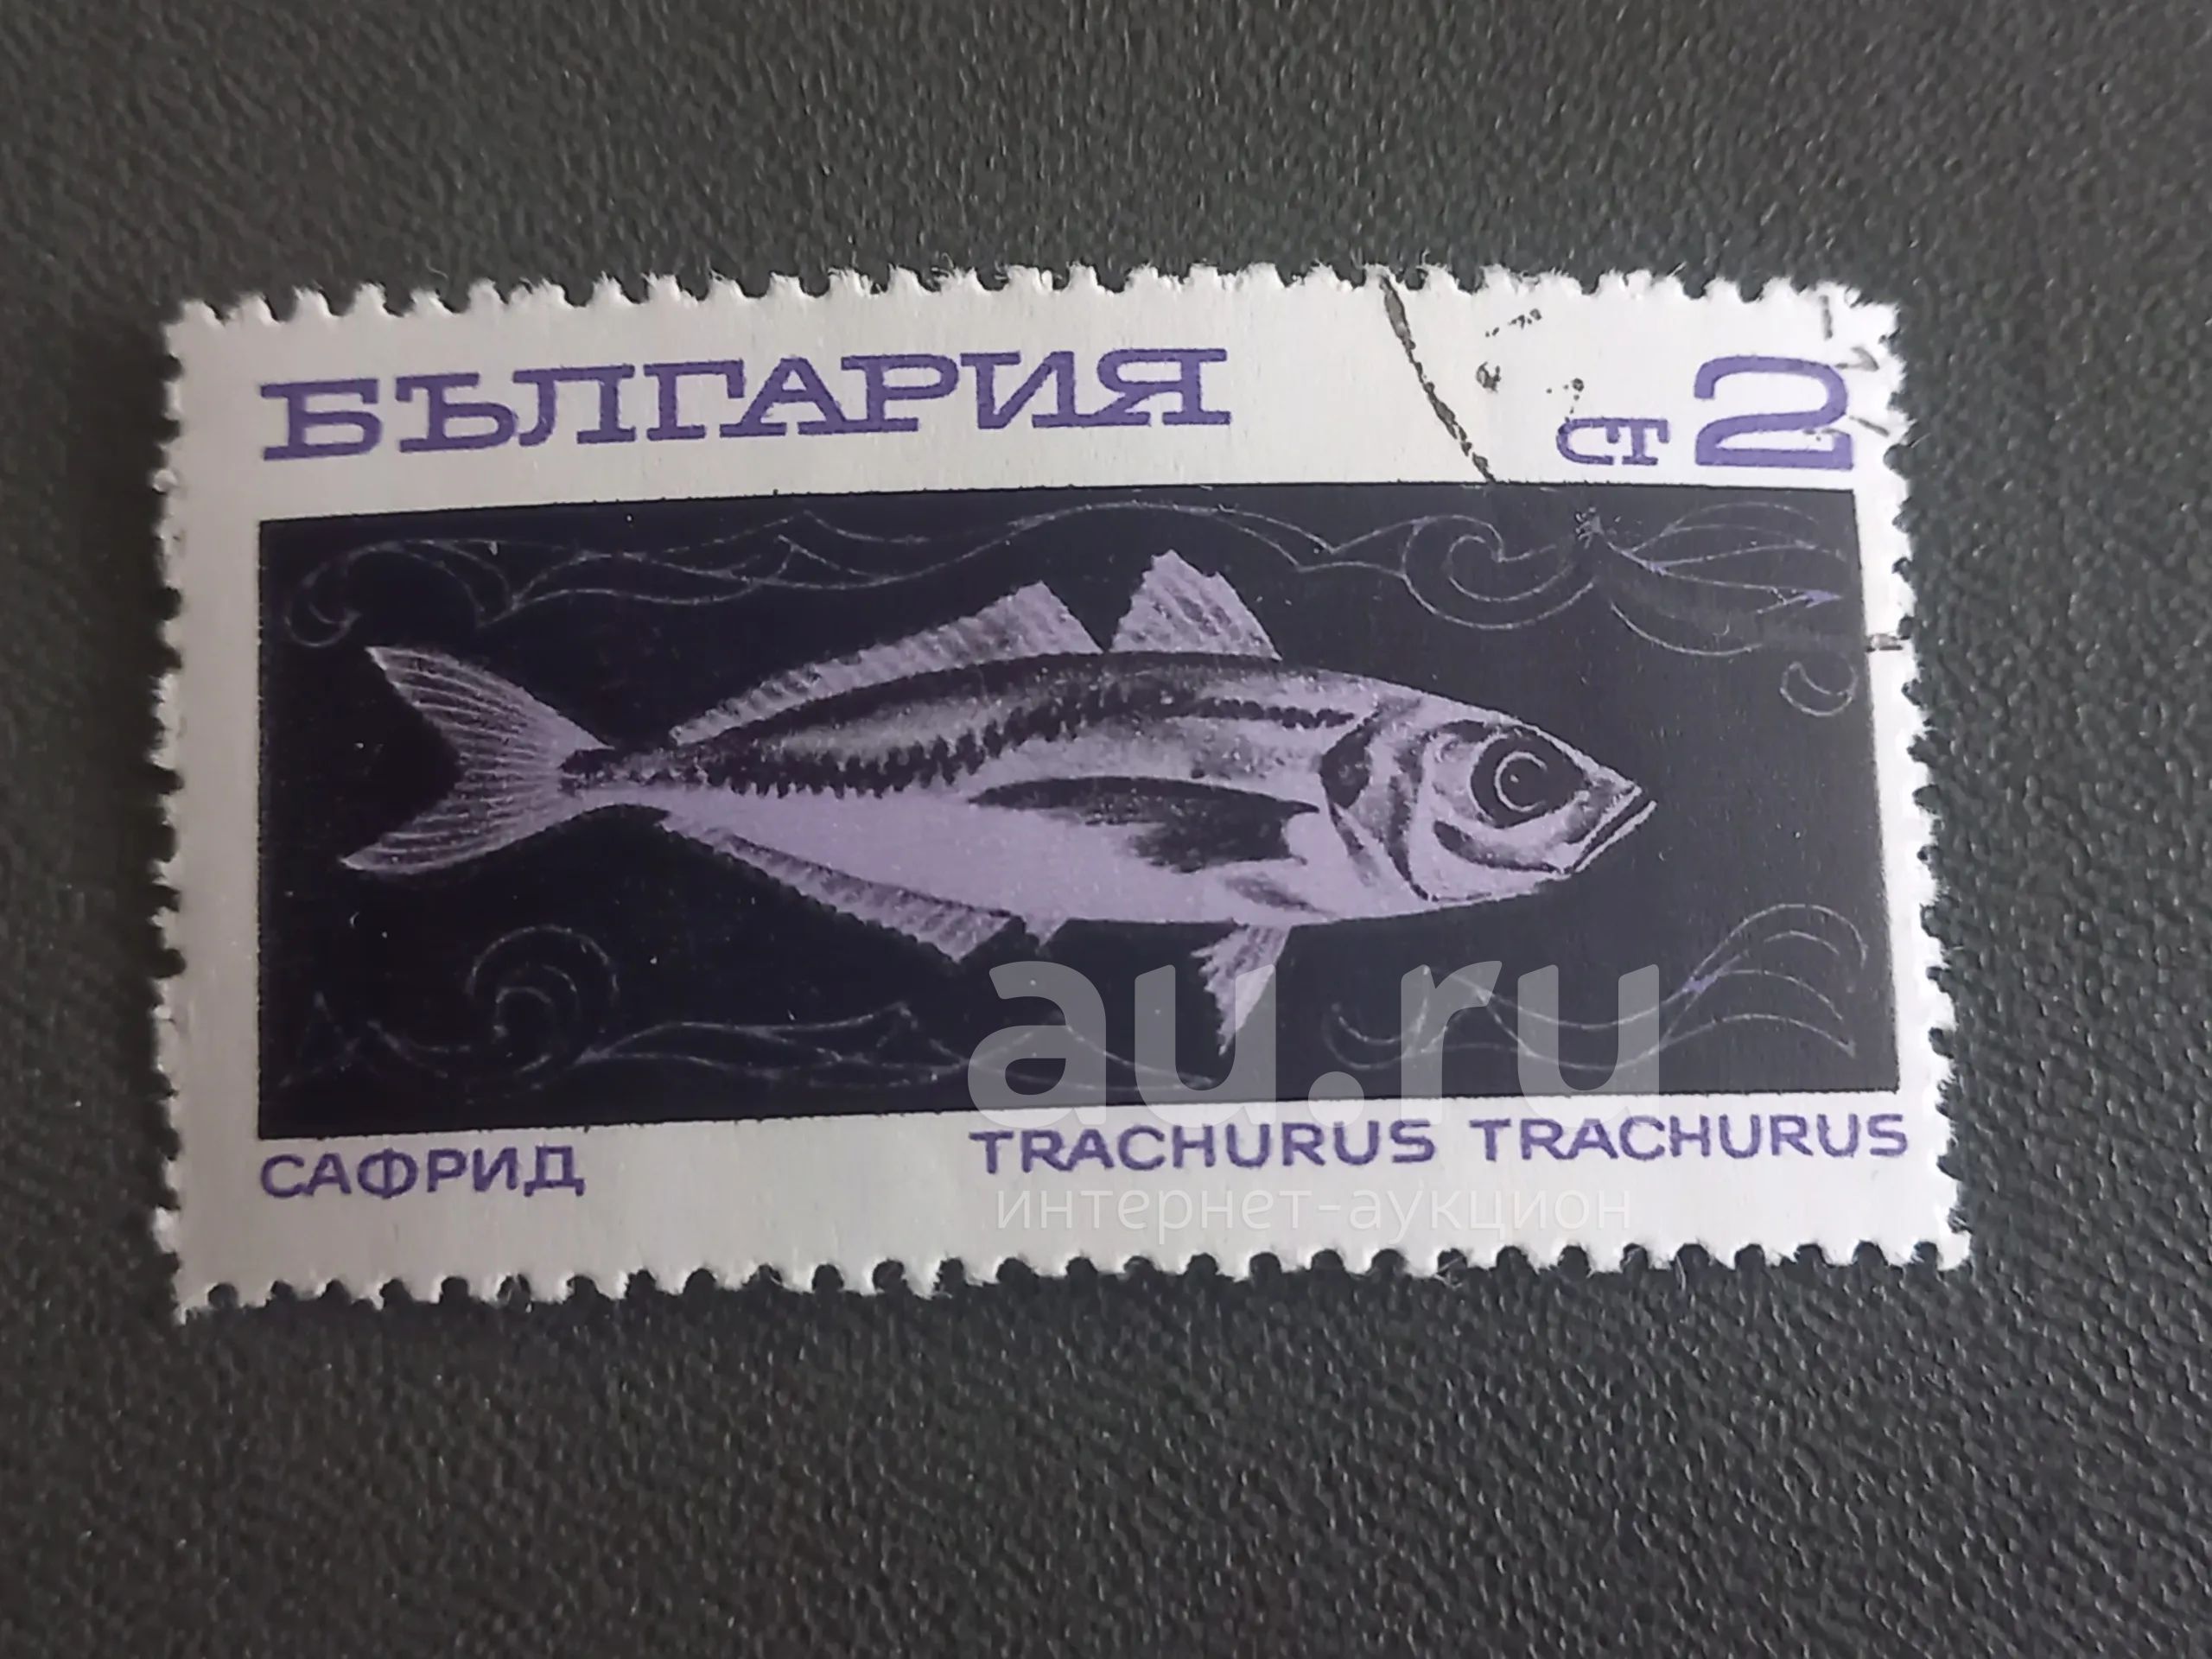 БЪЛГАРИЯ СТ 2
au.ru
САФРИД TRACHURUS TRACHURUS
интернет-аукцион